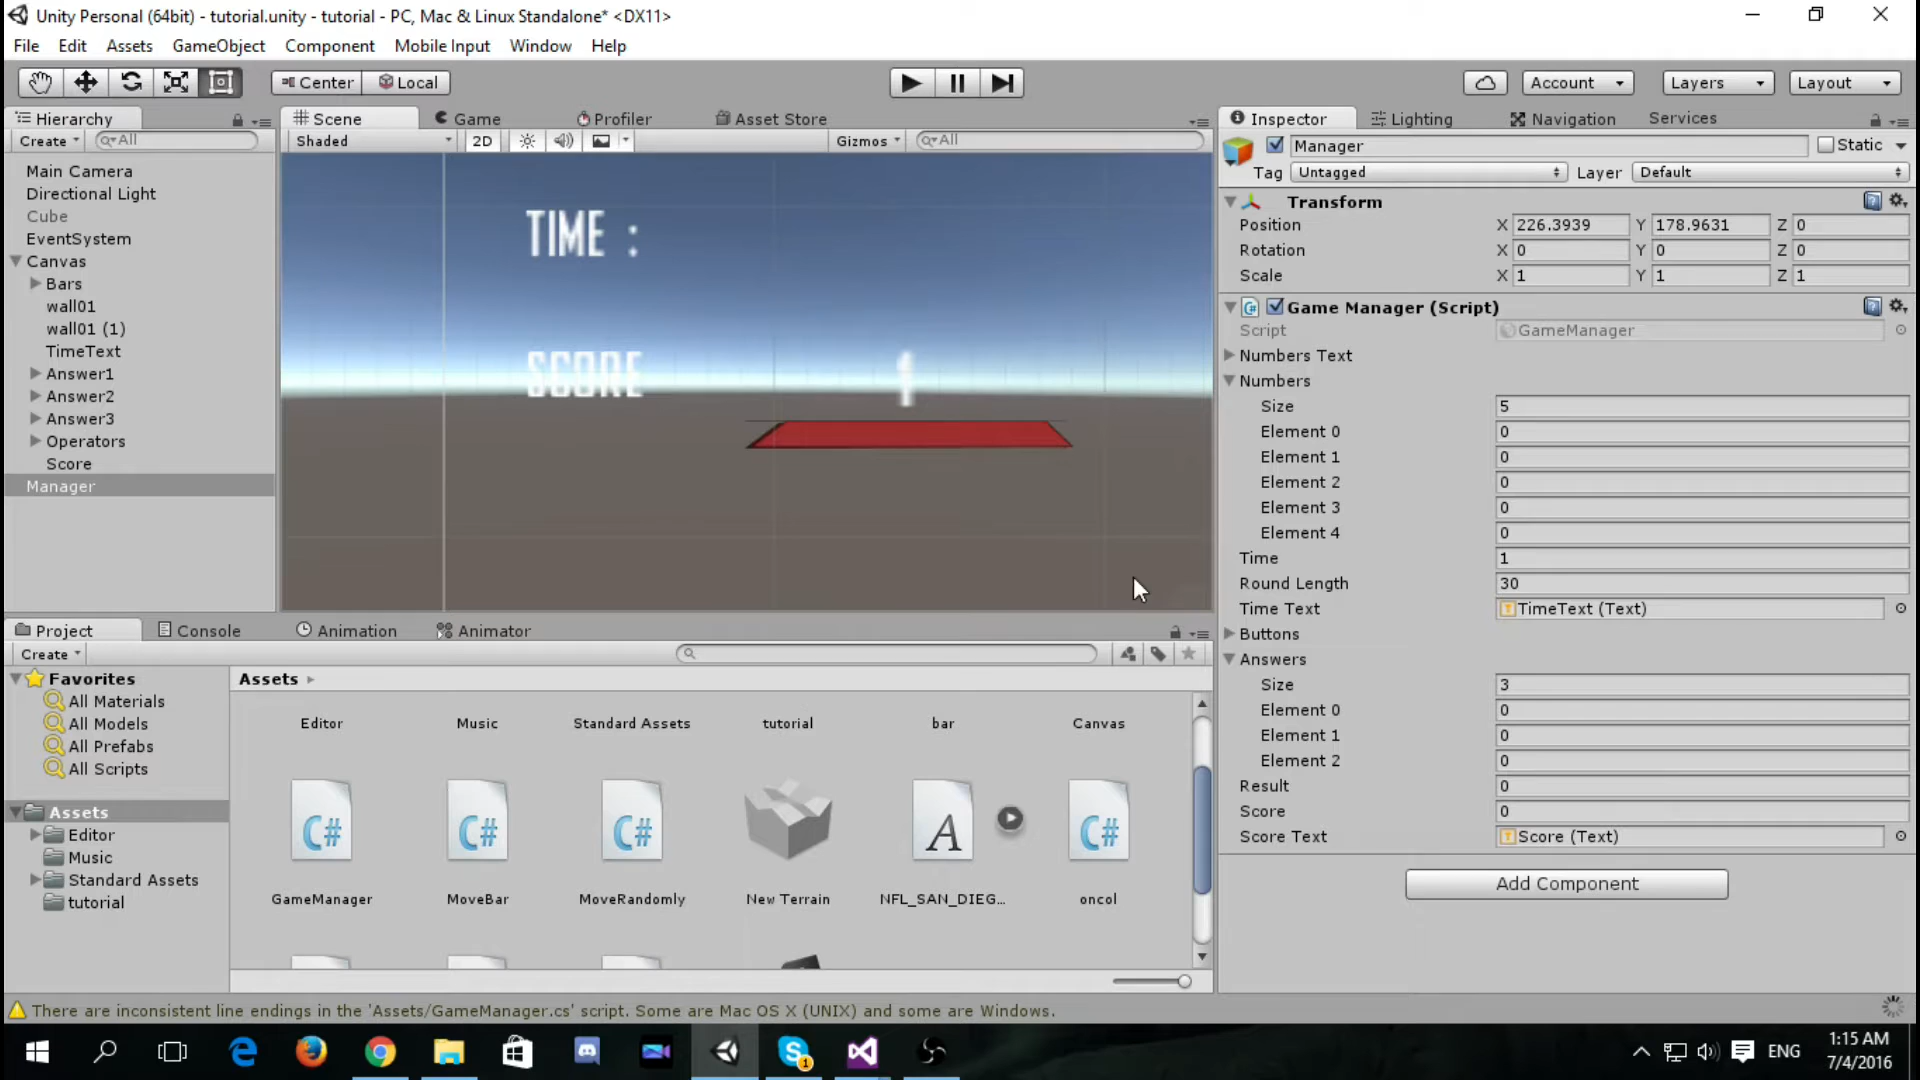 Unity Personal (64bit) - tutorial.unity - tutorial - PC, Mac & Linux Standalone* <DX11>
File Edit Assets GameObject Component Mobile Input Window Help
Center Local Account Layers Layout
Hierarchy
Create All
Main Camera
Directional Light
Cube
EventSystem
Canvas
Bars
wall01
wall01 (1)
TimeText
Answer1
Answer2
Answer3
Operators
Score
Manager
Scene Game Profiler Asset Store
Shaded 2D Gizmos All
TIME :
SCORE
Inspector Lighting Navigation Services
Manager Static
Tag Untagged Layer Default
Transform
Position X 226.3939 Y 178.9631 Z 0
Rotation X 0 Y 0 Z 0
Scale X 1 Y 1 Z 1
Game Manager (Script)
Script GameManager
Numbers Text
Numbers
Size 5
Element 0 0
Element 1 0
Element 2 0
Element 3 0
Element 4 0
Time 1
Round Length 30
Time Text TimeText (Text)
Buttons
Answers
Size 3
Element 0 0
Element 1 0
Element 2 0
Result 0
Score 0
Score Text Score (Text)
Add Component
Project Console Animation Animator
Create
Favorites
All Materials
All Models
All Prefabs
All Scripts
Assets
Editor
Music
Standard Assets
tutorial
Assets
Editor Music Standard Assets tutorial bar Canvas
C# C# C# A C#
GameManager MoveBar MoveRandomly New Terrain NFL_SAN_DIEG... oncol
There are inconsistent line endings in the 'Assets/GameManager.cs' script. Some are Mac OS X (UNIX) and some are Windows.
1
ENG
1:15 AM
7/4/2016